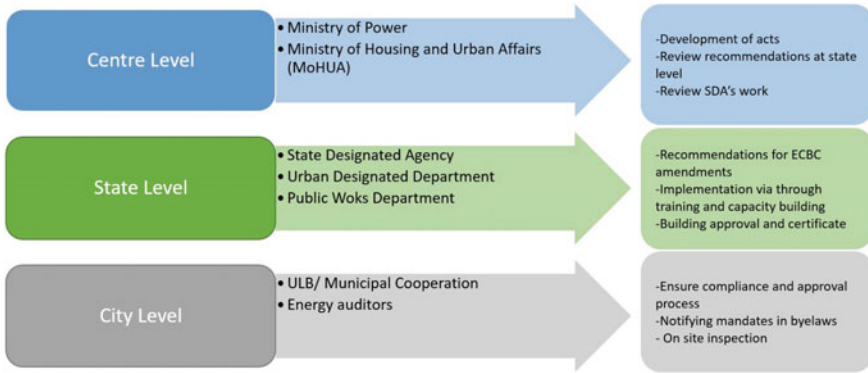 Centre Level
• Ministry of Power
• Ministry of Housing and Urban Affairs
(MoHUA)
-Development of acts
-Review recommendations at state
level
-Review SDA's work
State Level
• State Designated Agency
• Urban Designated Department
• Public Woks Department
-Recommendations for ECBC
amendments
-Implementation via through
training and capacity building
-Building approval and certificate
City Level
• ULB/ Municipal Cooperation
• Energy auditors
-Ensure compliance and approval
process
-Notifying mandates in byelaws
- On site inspection